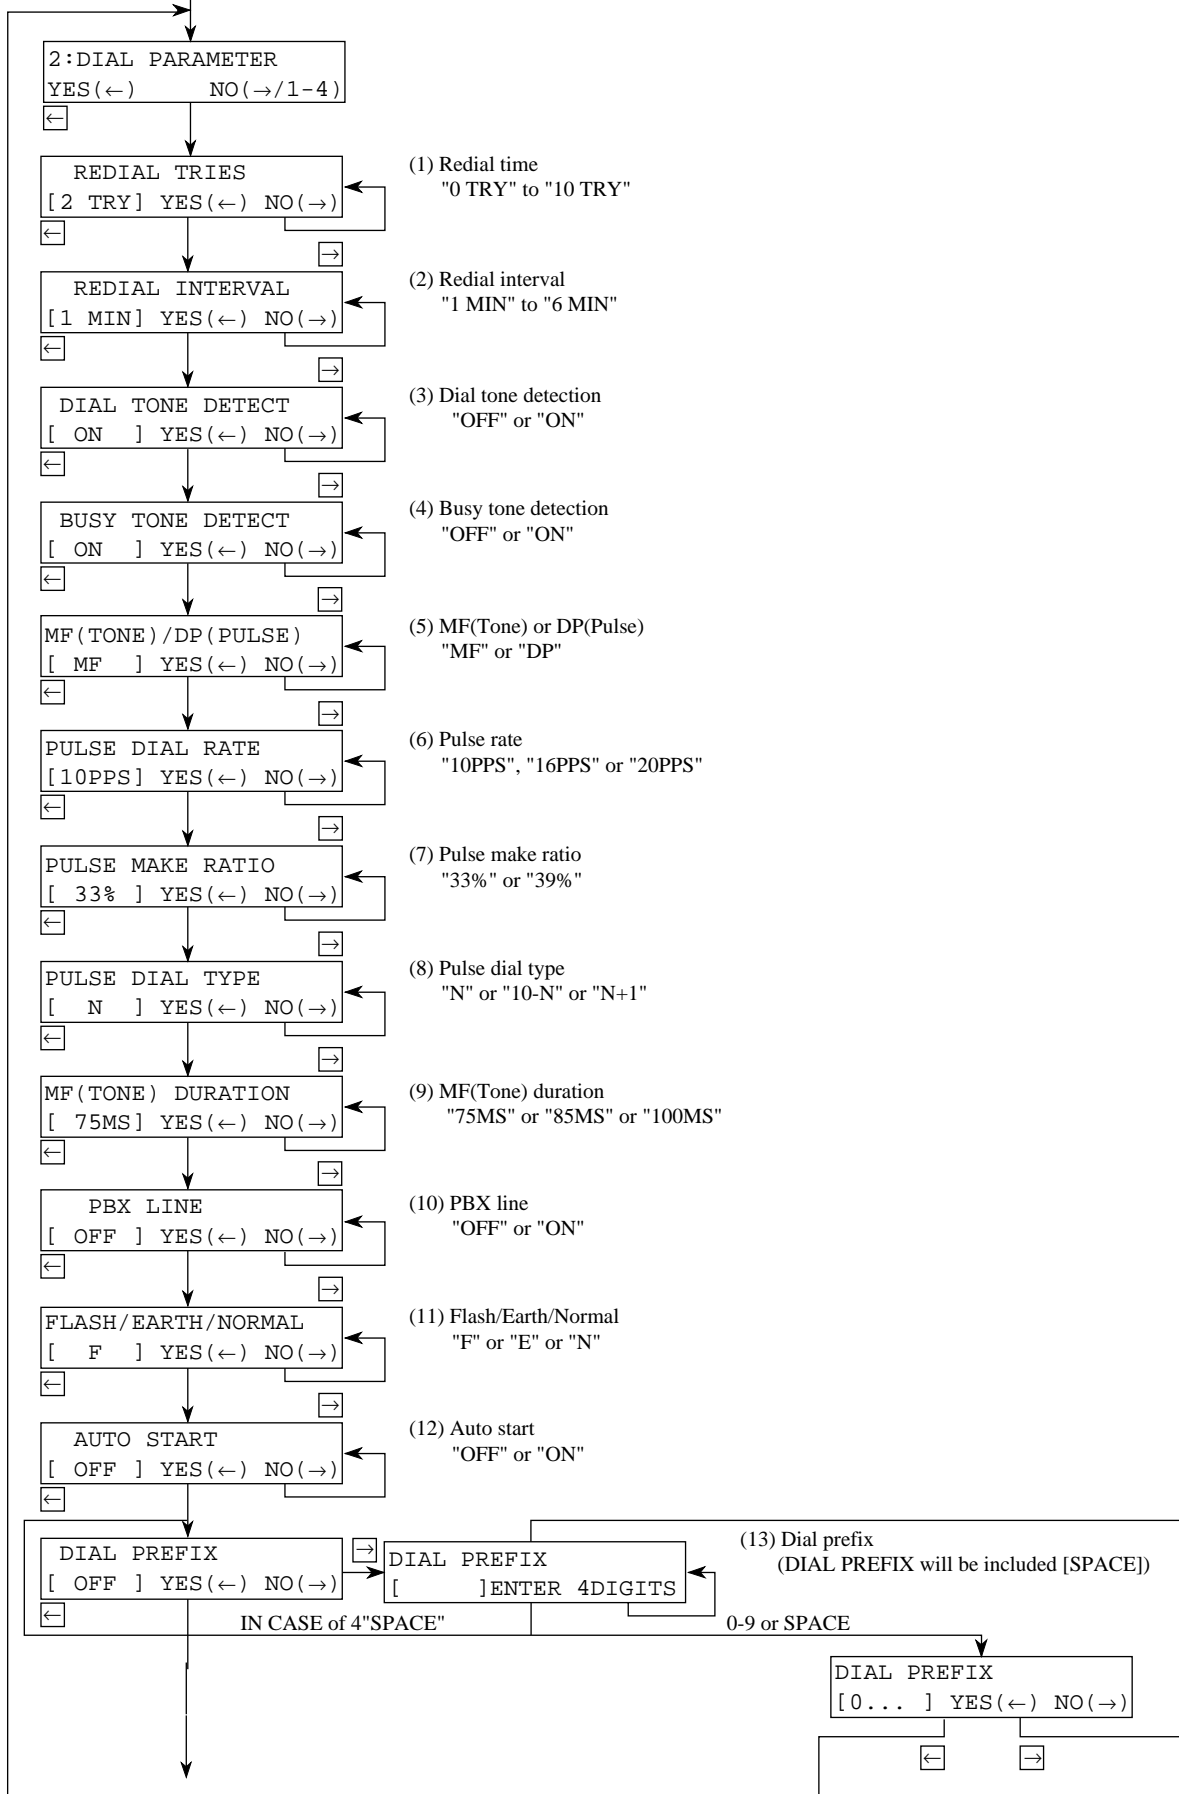 2:DIAL PARAMETER
YES(←) NO(→/1-4)
←
REDIAL TRIES
[2 TRY] YES(←) NO(→)
←
→
(1) Redial time
"0 TRY" to "10 TRY"
REDIAL INTERVAL
[1 MIN] YES(←) NO(→)
←
→
(2) Redial interval
"1 MIN" to "6 MIN"
DIAL TONE DETECT
[ ON ] YES(←) NO(→)
←
→
(3) Dial tone detection
"OFF" or "ON"
BUSY TONE DETECT
[ ON ] YES(←) NO(→)
←
→
(4) Busy tone detection
"OFF" or "ON"
MF(TONE)/DP(PULSE)
[ MF ] YES(←) NO(→)
←
→
(5) MF(Tone) or DP(Pulse)
"MF" or "DP"
PULSE DIAL RATE
[10PPS] YES(←) NO(→)
←
→
(6) Pulse rate
"10PPS", "16PPS" or "20PPS"
PULSE MAKE RATIO
[ 33% ] YES(←) NO(→)
←
→
(7) Pulse make ratio
"33%" or "39%"
PULSE DIAL TYPE
[ N ] YES(←) NO(→)
←
→
(8) Pulse dial type
"N" or "10-N" or "N+1"
MF(TONE) DURATION
[ 75MS] YES(←) NO(→)
←
→
(9) MF(Tone) duration
"75MS" or "85MS" or "100MS"
PBX LINE
[ OFF ] YES(←) NO(→)
←
→
(10) PBX line
"OFF" or "ON"
FLASH/EARTH/NORMAL
[ F ] YES(←) NO(→)
←
→
(11) Flash/Earth/Normal
"F" or "E" or "N"
AUTO START
[ OFF ] YES(←) NO(→)
←
(12) Auto start
"OFF" or "ON"
DIAL PREFIX
[ OFF ] YES(←) NO(→)
←
→
DIAL PREFIX
[ ]ENTER 4DIGITS
(13) Dial prefix
(DIAL PREFIX will be included [SPACE])
IN CASE of 4"SPACE"
0-9 or SPACE
DIAL PREFIX
[0... ] YES(←) NO(→)
←
→